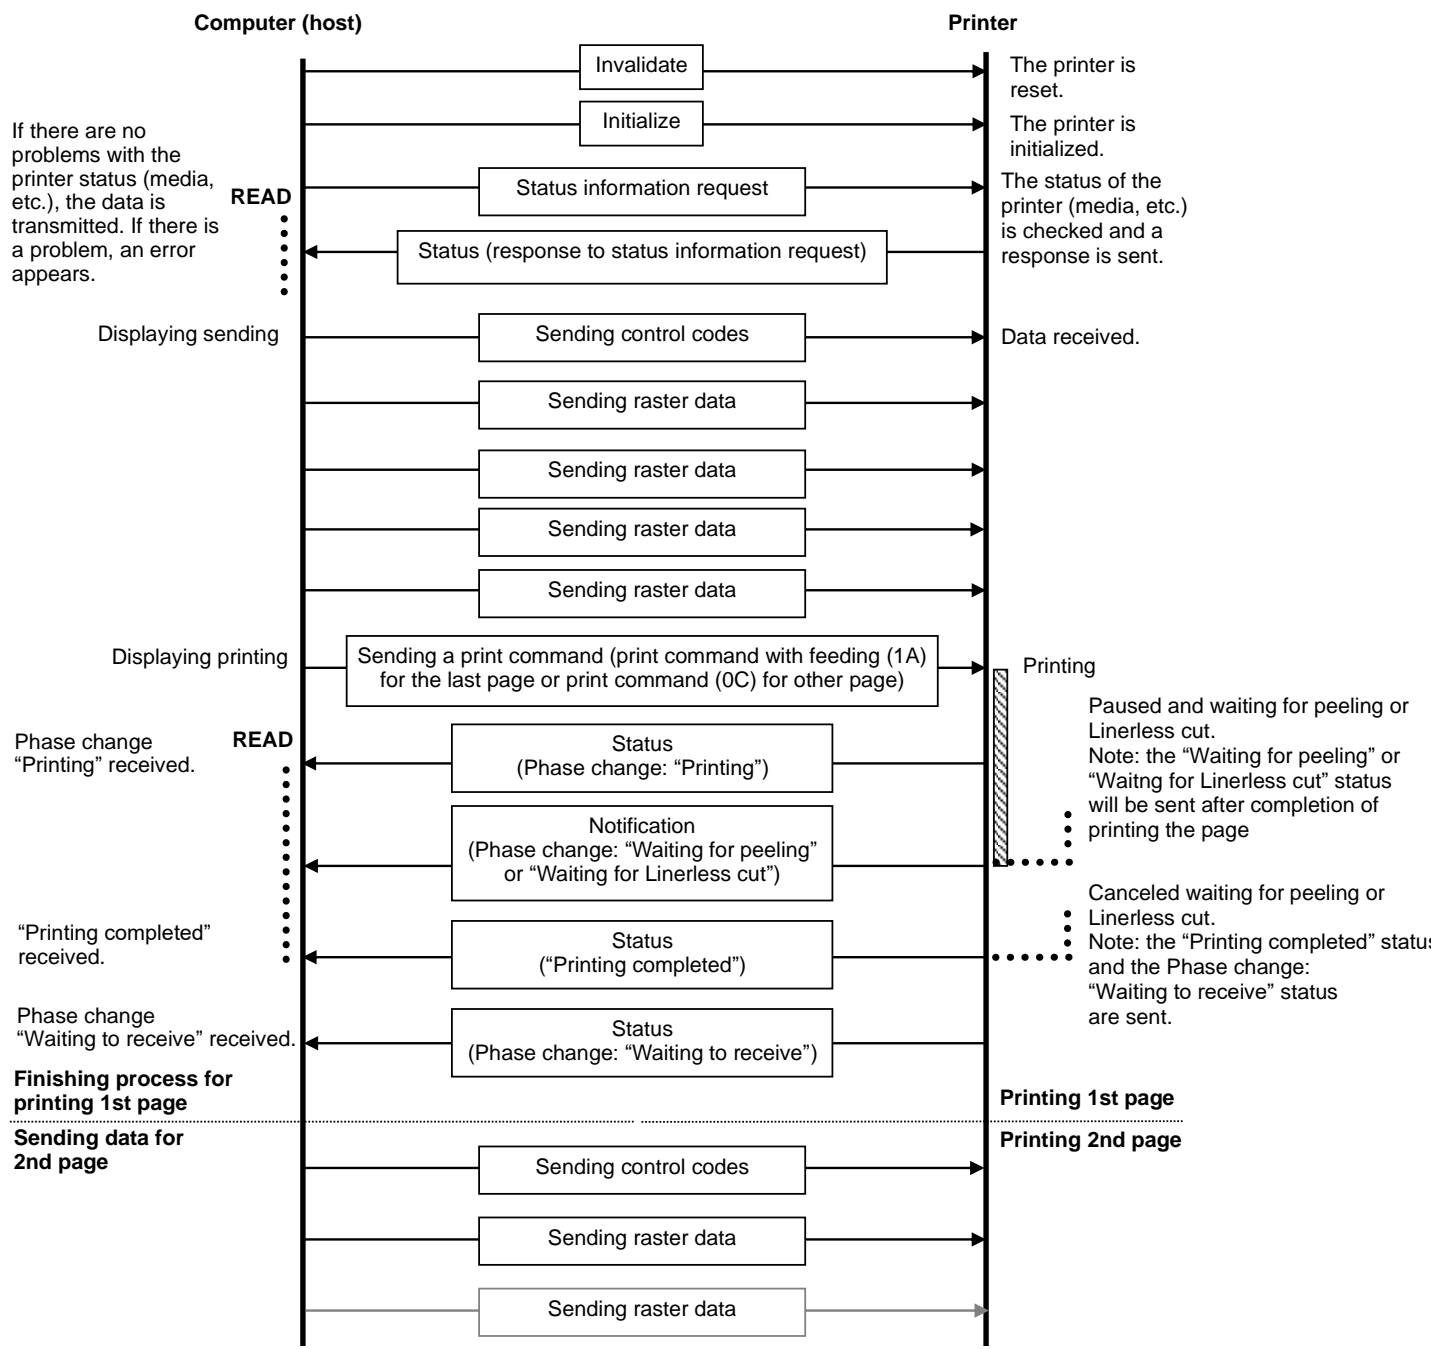 Computer (host)
Printer
Invalidate
The printer is
reset.
Initialize
The printer is
initialized.
If there are no
problems with the
printer status (media,
etc.), the data is
transmitted. If there is
a problem, an error
appears.
READ
Status information request
The status of the
printer (media, etc.)
is checked and a
response is sent.
Status (response to status information request)
Displaying sending
Sending control codes
Data received.
Sending raster data
Sending raster data
Sending raster data
Sending raster data
Displaying printing
Sending a print command (print command with feeding (1A)
for the last page or print command (0C) for other page)
Printing
Paused and waiting for peeling or
Linerless cut.
Note: the “Waiting for peeling” or
“Waitng for Linerless cut” status
will be sent after completion of
printing the page
Phase change
“Printing” received.
READ
Status
(Phase change: “Printing”)
Notification
(Phase change: “Waiting for peeling”
or “Waiting for Linerless cut”)
Canceled waiting for peeling or
Linerless cut.
Note: the “Printing completed” status
and the Phase change:
“Waiting to receive” status
are sent.
“Printing completed”
received.
Status
(“Printing completed”)
Phase change
“Waiting to receive” received.
Status
(Phase change: “Waiting to receive”)
Finishing process for
printing 1st page
Printing 1st page
Sending data for
2nd page
Printing 2nd page
Sending control codes
Sending raster data
Sending raster data